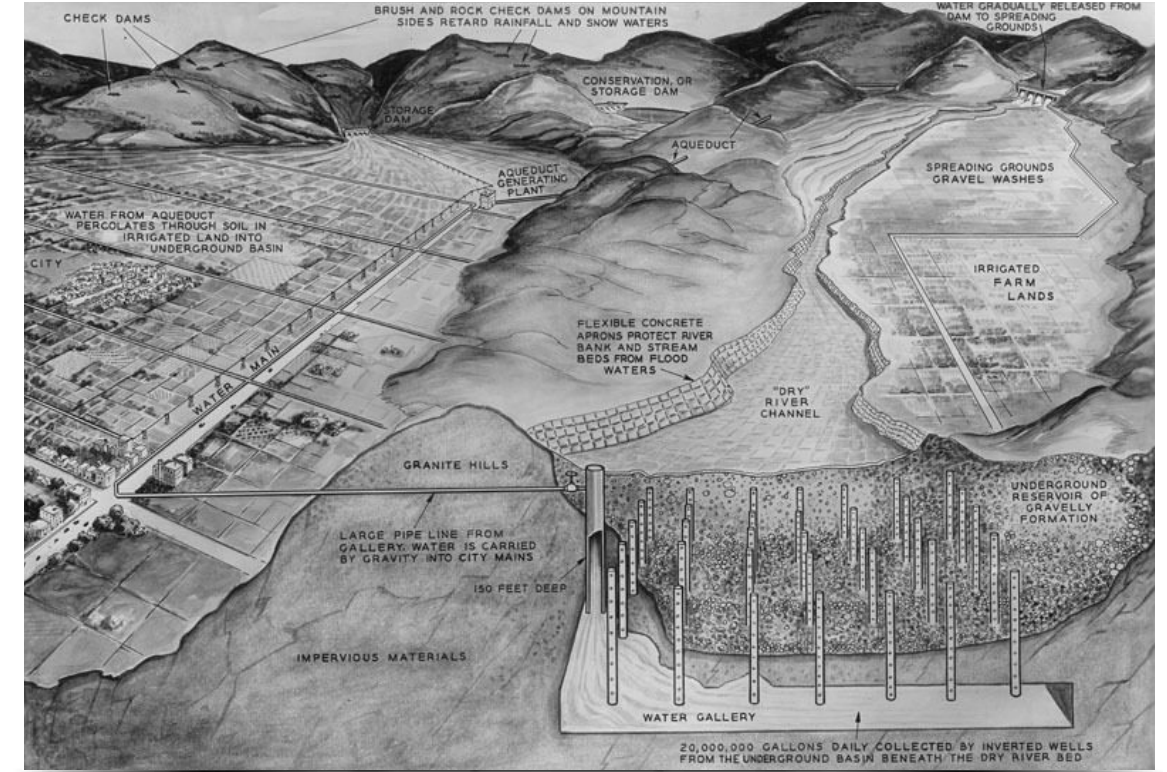 CHECK DAMS
BRUSH AND ROCK CHECK DAMS ON MOUNTAIN
SIDES RETARD RAINFALL AND SNOW WATERS
WATER GRADUALLY RELEASED FROM
DAM TO SPREADING
GROUNDS
CONSERVATION, OR
STORAGE DAM
STORAGE
DAM
AQUEDUCT
AQUEDUCT
GENERATING
PLANT
SPREADING GROUNDS
GRAVEL WASHES
WATER FROM AQUEDUCT
PERCOLATES THROUGH SOIL IN
IRRIGATED LAND INTO
UNDERGROUND BASIN
CITY
IRRIGATED
FARM
LANDS
FLEXIBLE CONCRETE
APRONS PROTECT RIVER
BANK AND STREAM
BEDS FROM FLOOD
WATERS
WATER MAIN
"DRY"
RIVER
CHANNEL
GRANITE HILLS
UNDERGROUND
RESERVOIR OF
GRAVELLY
FORMATION
LARGE PIPE LINE FROM
GALLERY. WATER IS CARRIED
BY GRAVITY INTO CITY MAINS
150 FEET DEEP
IMPERVIOUS MATERIALS
WATER GALLERY
20,000,000 GALLONS DAILY COLLECTED BY INVERTED WELLS
FROM THE UNDERGROUND BASIN BENEATH THE DRY RIVER BED